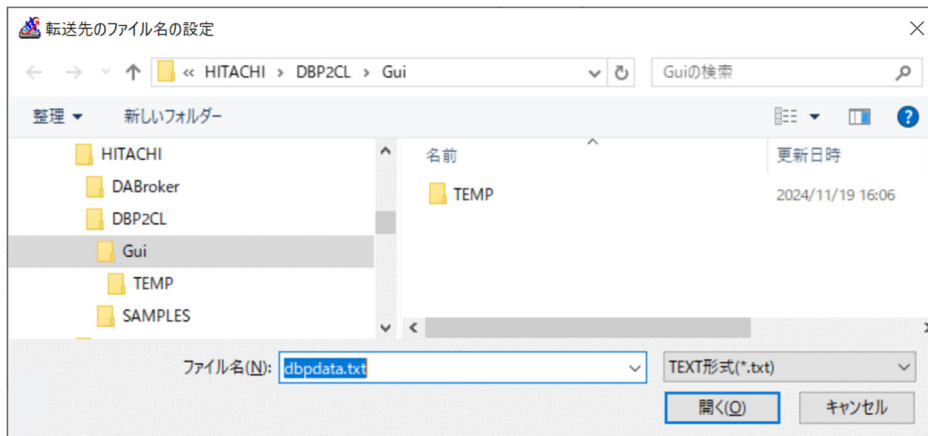 転送先のファイル名の設定
« HITACHI > DBP2CL > Gui
Guiの検索
整理 新しいフォルダー
HITACHI
DABroker
DBP2CL
Gui
TEMP
SAMPLES
名前 更新日時
TEMP 2024/11/19 16:06
ファイル名(N): dbpdata.txt TEXT形式(*.txt)
開く(O) キャンセル